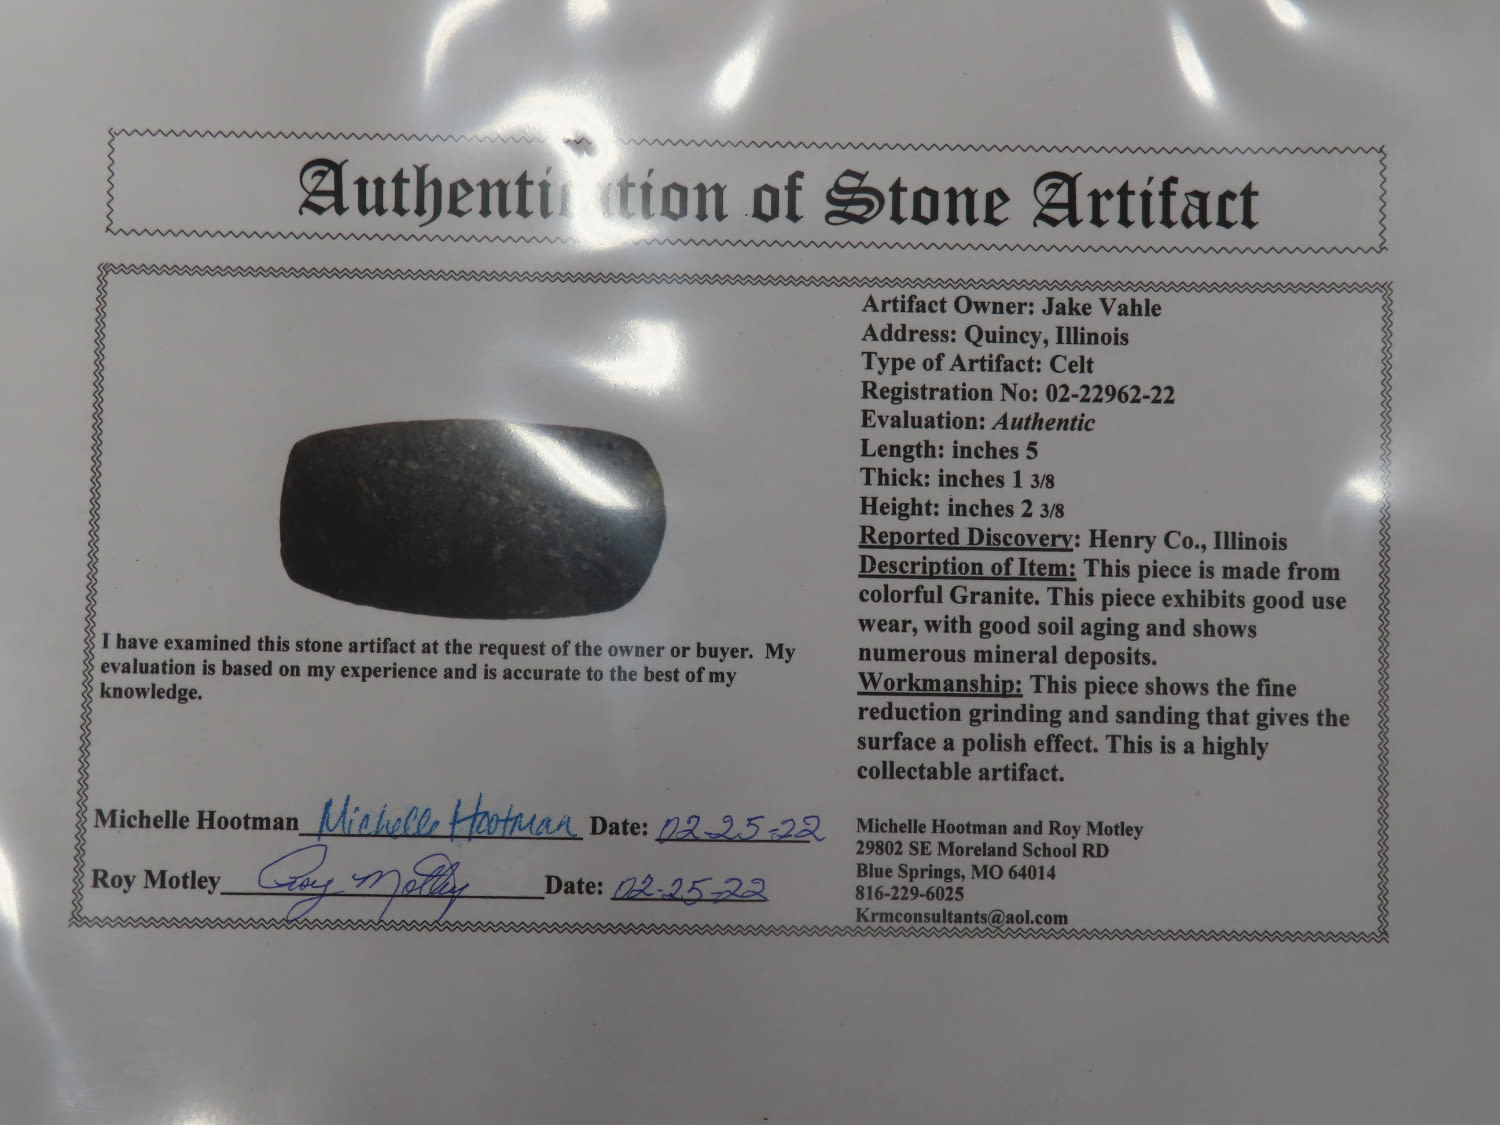 Authentication of Stone Artifact
Artifact Owner: Jake Vahle
Address: Quincy, Illinois
Type of Artifact: Celt
Registration No: 02-22962-22
Evaluation: Authentic
Length: inches 5
Thick: inches 1 3/8
Height: inches 2 3/8
Reported Discovery: Henry Co., Illinois
Description of Item: This piece is made from
colorful Granite. This piece exhibits good use
wear, with good soil aging and shows
numerous mineral deposits.
Workmanship: This piece shows the fine
reduction grinding and sanding that gives the
surface a polish effect. This is a highly
collectable artifact.
I have examined this stone artifact at the request of the owner or buyer. My
evaluation is based on my experience and is accurate to the best of my
knowledge.
Michelle Hootman Michelle Hootman Date: 02-25-22
Roy Motley Roy Motley Date: 02-25-22
Michelle Hootman and Roy Motley
29802 SE Moreland School RD
Blue Springs, MO 64014
816-229-6025
Krmconsultants@aol.com